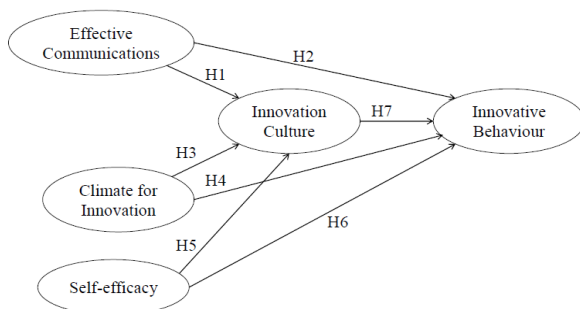 Effective
Communications
H2
H1
Innovation
Culture
H7
Innovative
Behaviour
H3
Climate for
Innovation
H4
H5
H6
Self-efficacy